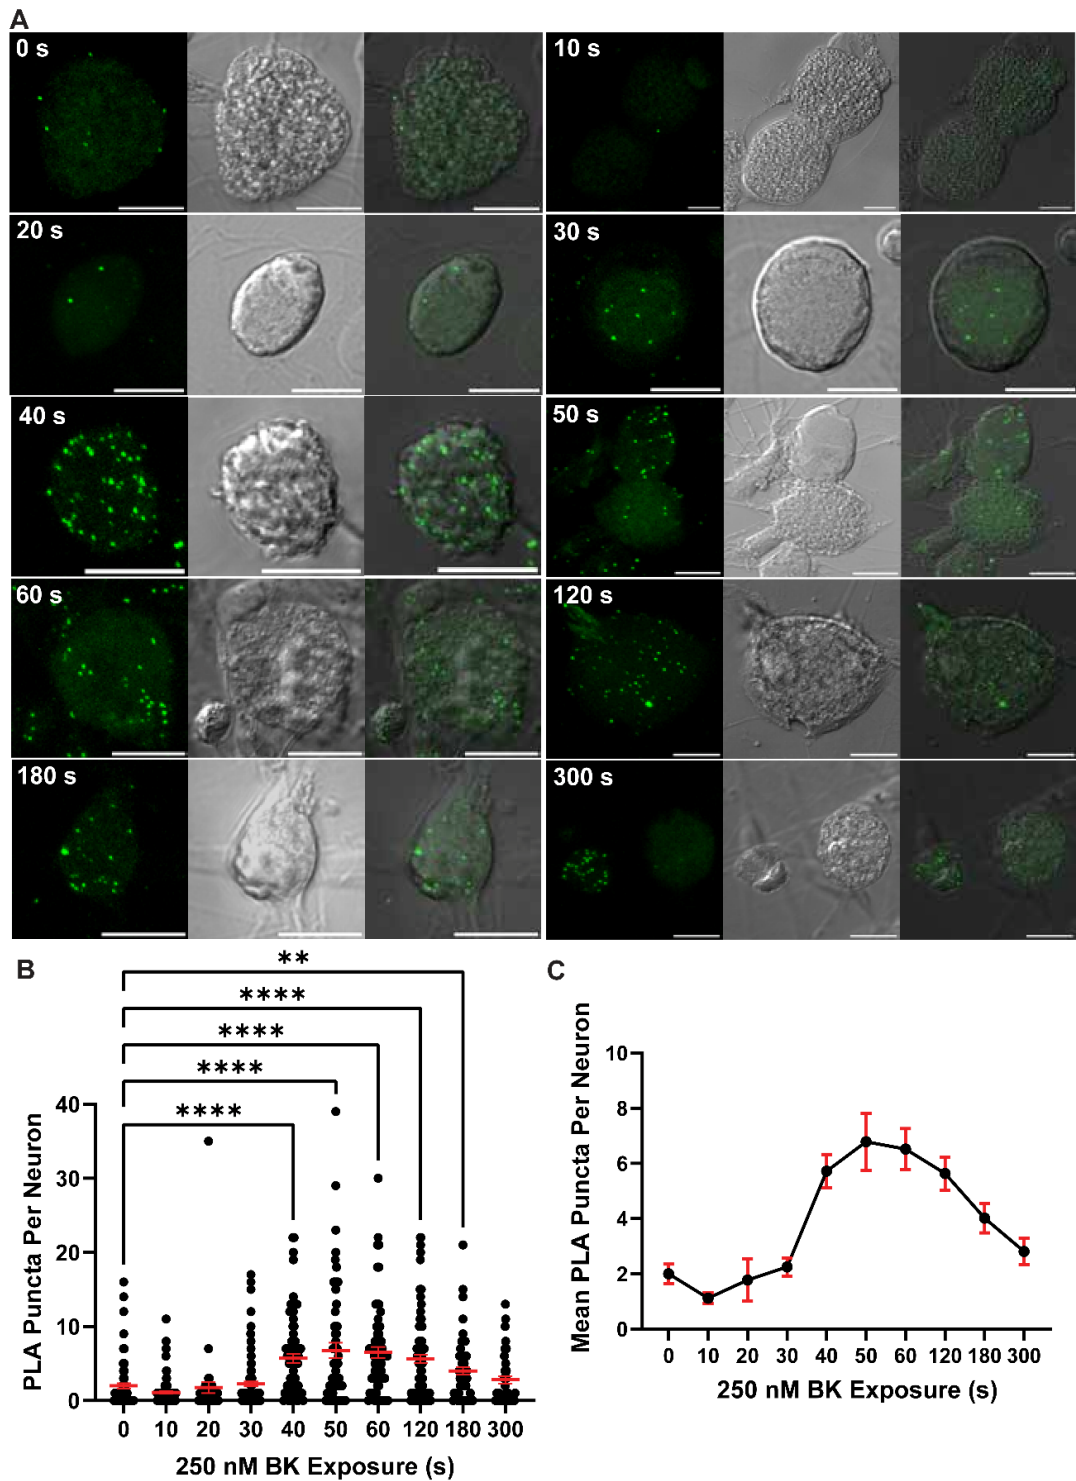 A
0 s
10 s
20 s
30 s
40 s
50 s
60 s
120 s
180 s
300 s
B
**
****
****
****
****
PLA Puncta Per Neuron
40
30
20
10
0
0 10 20 30 40 50 60 120 180 300
250 nM BK Exposure (s)
C
Mean PLA Puncta Per Neuron
10
8
6
4
2
0
0 10 20 30 40 50 60 120 180 300
250 nM BK Exposure (s)